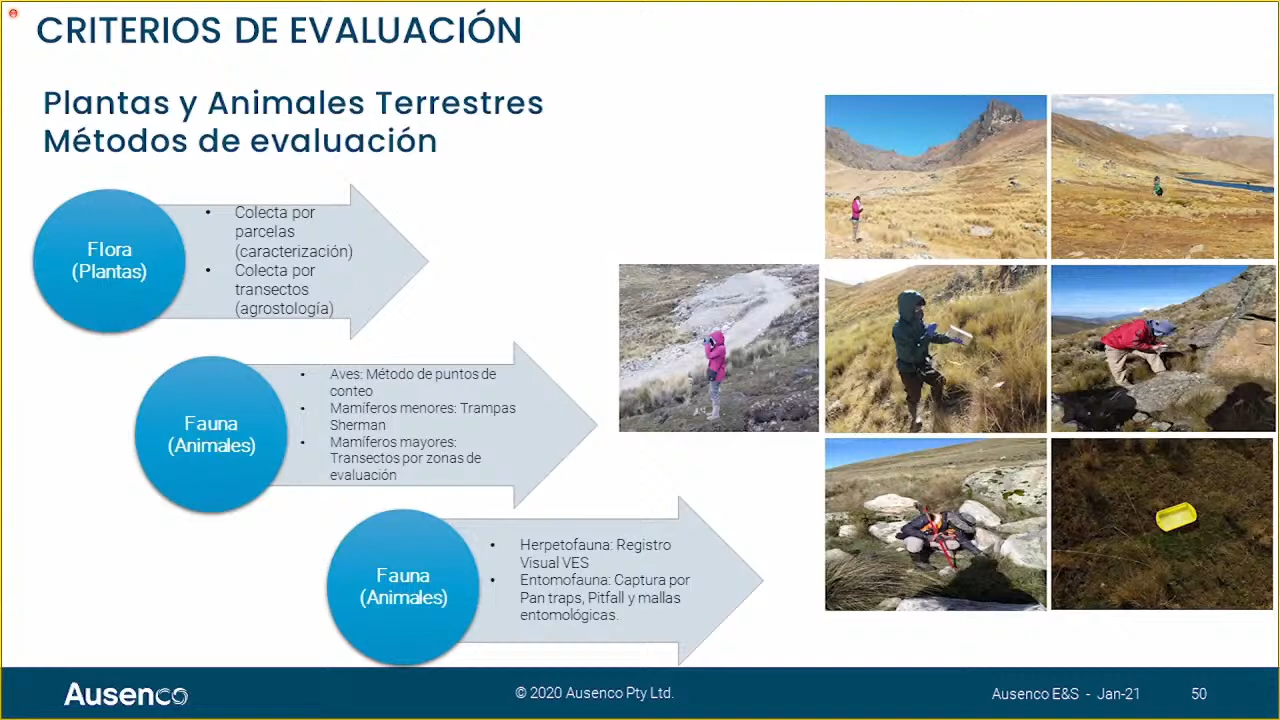 CRITERIOS DE EVALUACIÓN
Plantas y Animales Terrestres
Métodos de evaluación
Flora
(Plantas)
• Colecta por
parcelas
(caracterización)
• Colecta por
transectos
(agrostología)
Fauna
(Animales)
• Aves: Método de puntos de
conteo
• Mamíferos menores: Trampas
Sherman
• Mamíferos mayores:
Transectos por zonas de
evaluación
Fauna
(Animales)
• Herpetofauna: Registro
Visual VES
• Entomofauna: Captura por
Pan traps, Pitfall y mallas
entomológicas.
Ausenco
© 2020 Ausenco Pty Ltd.
Ausenco E&S - Jan-21
50